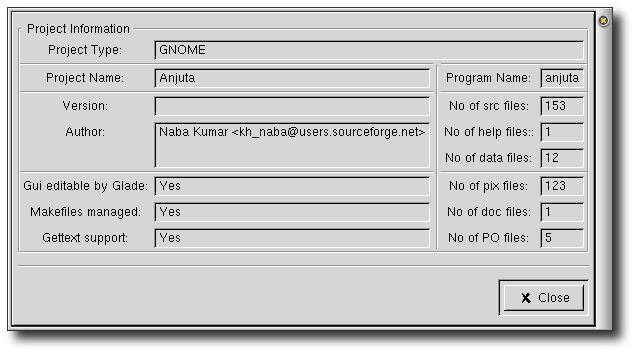 Project Information
Project Type: GNOME
Project Name: Anjuta Program Name: anjuta
Version: No of src files: 153
Author: Naba Kumar <kh_naba@users.sourceforge.net> No of help files:: 1
No of data files: 12
Gui editable by Glade: Yes No of pix files: 123
Makefiles managed: Yes No of doc files: 1
Gettext support: Yes No of PO files: 5
Close